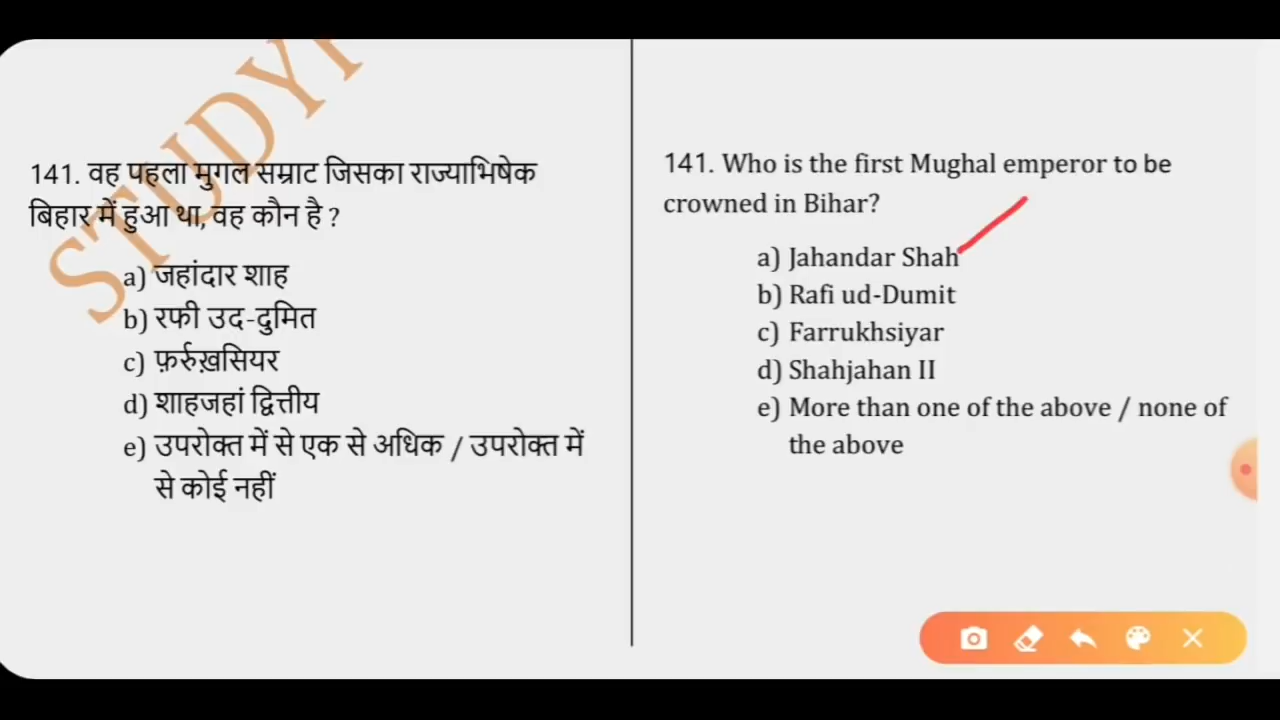 STUDYI
141. वह पहला मुगल सम्राट जिसका राज्याभिषेक
बिहार में हुआ था, वह कौन है ?
a) जहांदार शाह
b) रफी उद-दुमित
c) फ़र्रुख़सियर
d) शाहजहां द्वित्तीय
e) उपरोक्त में से एक से अधिक / उपरोक्त में
से कोई नहीं
141. Who is the first Mughal emperor to be
crowned in Bihar?
a) Jahandar Shah
b) Rafi ud-Dumit
c) Farrukhsiyar
d) Shahjahan II
e) More than one of the above / none of
the above